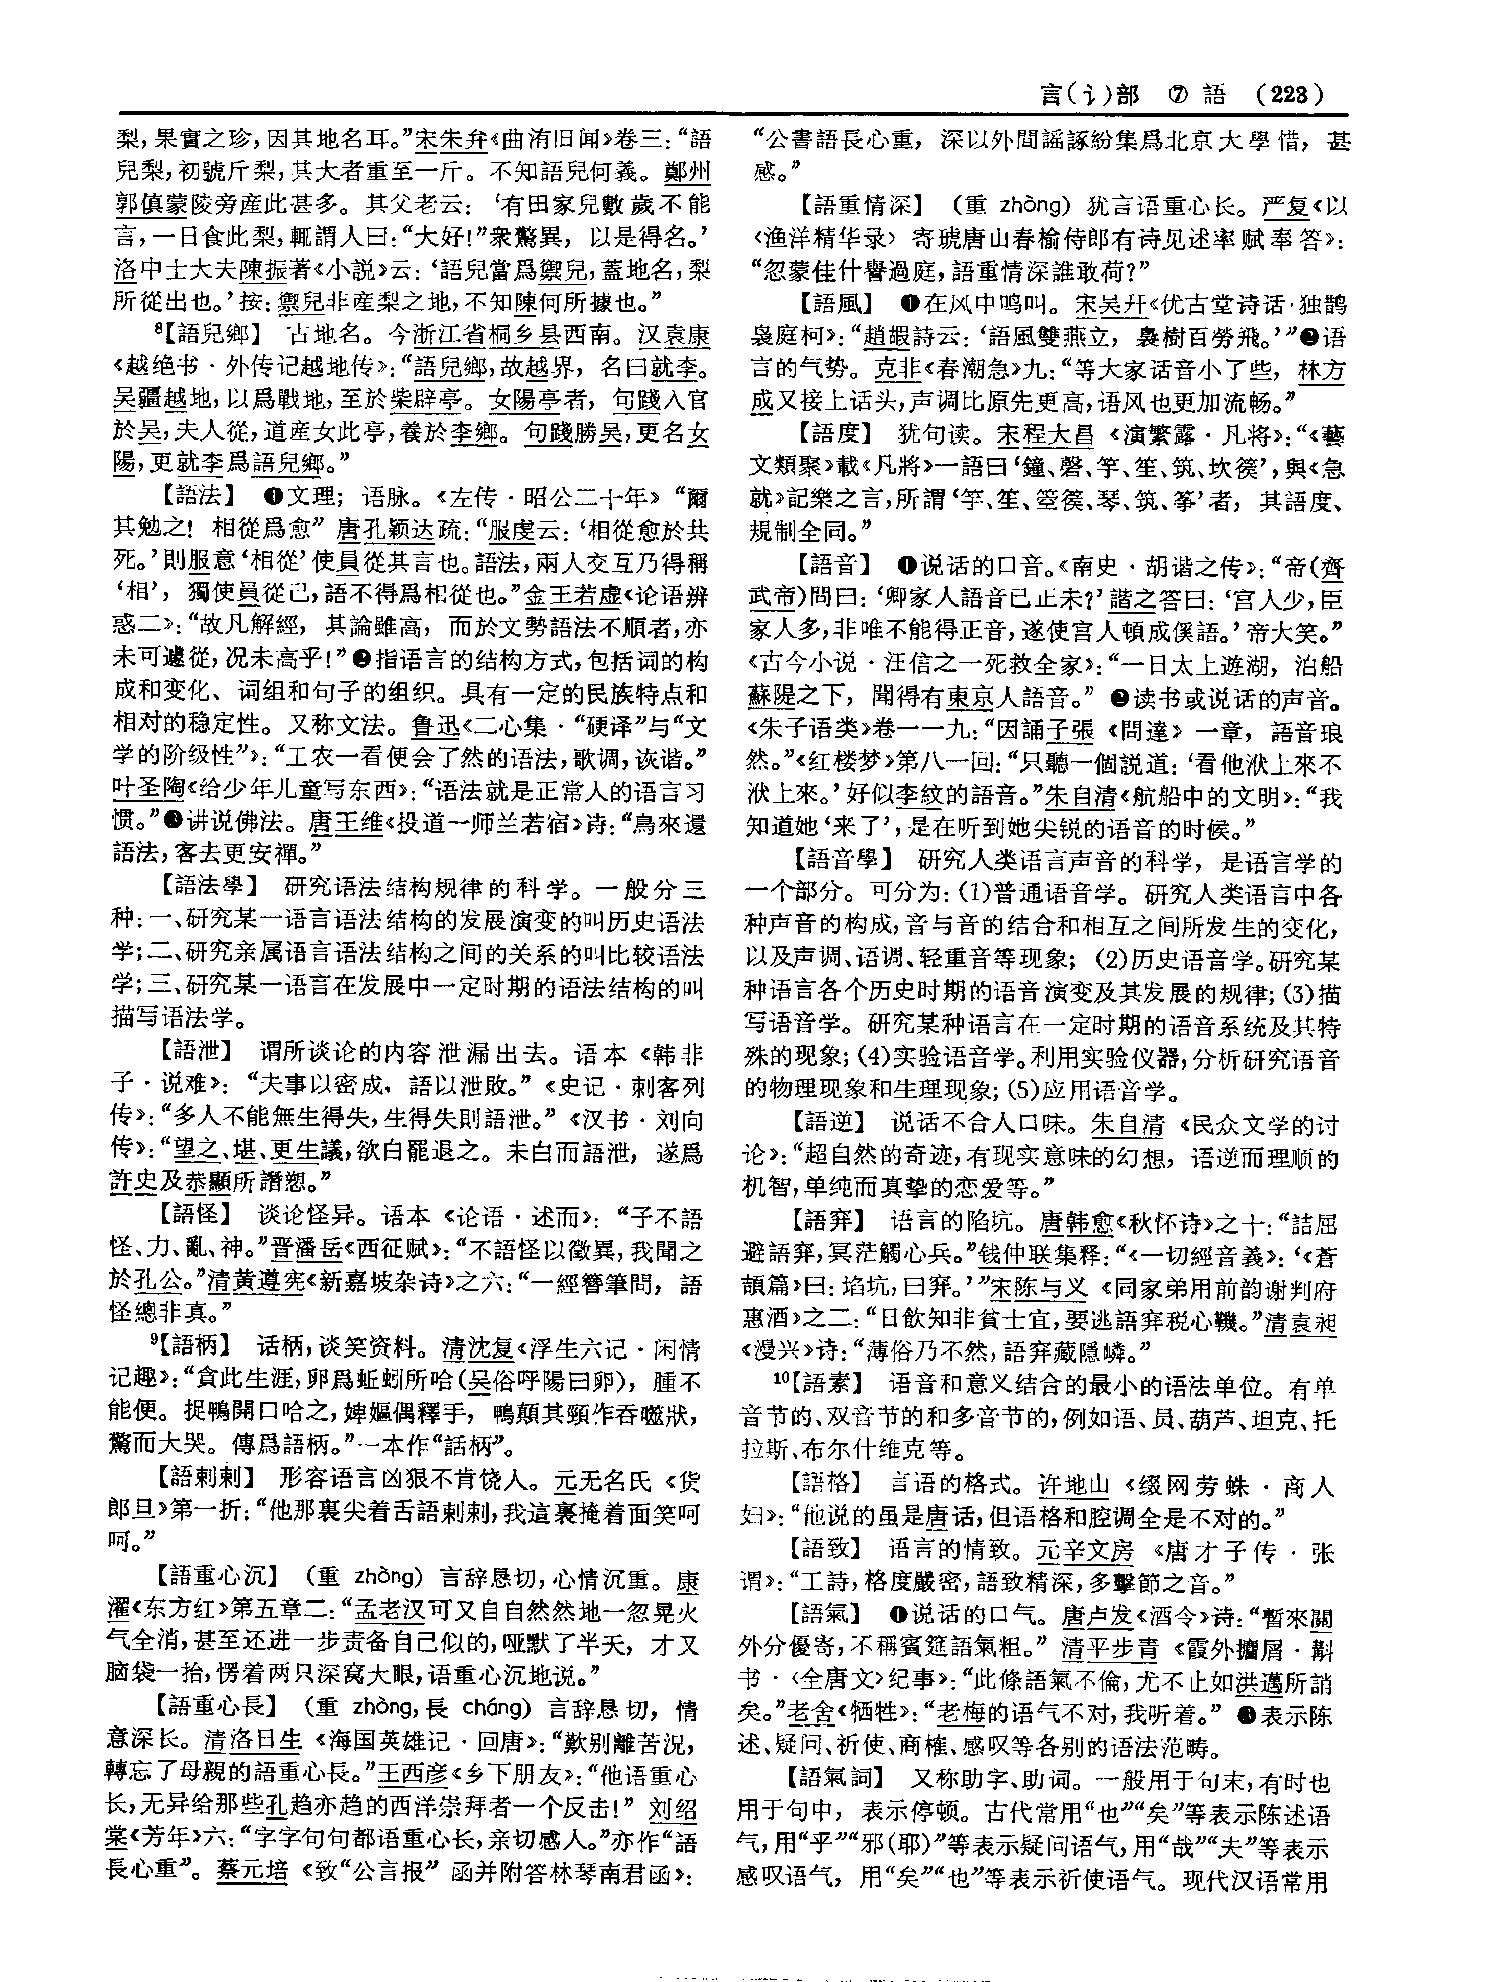 言(讠)部　⑦ 語　(223)
梨,果實之珍,因其地名耳。”宋朱弁《曲洧旧闻》卷三:“語
兒梨,初號斤梨,其大者重至一斤。不知語兒何義。鄭州
郭傎蒙陵旁産此甚多。其父老云:‘有田家兒數歲不能
言,一日食此梨,輒謂人曰:“大好!”衆驚異,以是得名。’
洛中士大夫陳振著《小説》云:‘語兒當爲禦兒,蓋地名,梨
所從出也。’按:禦兒非産梨之地,不知陳何所據也。”
⁸【語兒鄉】 古地名。今浙江省桐乡县西南。汉袁康
《越绝书·外传记越地传》:“語兒鄉,故越界,名曰就李。
吴疆越地,以爲戰地,至於柴辟亭。女陽亭者,句踐入官
於吴,夫人從,道産女此亭,養於李鄉。句踐勝吴,更名女
陽,更就李爲語兒鄉。”
【語法】 ❶文理;语脉。《左传·昭公二十年》“爾
其勉之!相從爲愈”唐孔颖达疏:“服虔云:‘相從愈於共
死。’則服意‘相從’使員從其言也。語法,兩人交互乃得稱
‘相’,獨使員從己,語不得爲相從也。”金王若虚《论语辨
惑二》:“故凡解經,其論雖高,而於文勢語法不順者,亦
未可遽從,况未高乎!”❷指语言的结构方式,包括词的构
成和变化、词组和句子的组织。具有一定的民族特点和
相对的稳定性。又称文法。鲁迅《二心集·“硬译”与“文
学的阶级性”》:“工农一看便会了然的语法,歌调,诙谐。”
叶圣陶《给少年儿童写东西》:“语法就是正常人的语言习
惯。”❸讲说佛法。唐王维《投道一师兰若宿》诗:“鳥來還
語法,客去更安禪。”
【語法學】 研究语法结构规律的科学。一般分三
种:一、研究某一语言语法结构的发展演变的叫历史语法
学;二、研究亲属语言语法结构之间的关系的叫比较语法
学;三、研究某一语言在发展中一定时期的语法结构的叫
描写语法学。
【語泄】 谓所谈论的内容泄漏出去。语本《韩非
子·说难》:“夫事以密成,語以泄敗。”《史记·刺客列
传》:“多人不能無生得失,生得失則語泄。”《汉书·刘向
传》:“望之、堪、更生議,欲白罷退之。未白而語泄,遂爲
許史及恭顯所譖愬。”
【語怪】 谈论怪异。语本《论语·述而》:“子不語
怪、力、亂、神。”晋潘岳《西征赋》:“不語怪以徵異,我聞之
於孔公。”清黄遵宪《新嘉坡杂诗》之六:“一經簪筆問,語
怪總非真。”
⁹【語柄】 话柄,谈笑资料。清沈复《浮生六记·闲情
记趣》:“貪此生涯,卵爲蚯蚓所哈(吴俗呼陽曰卵),腫不
能便。捉鴨開口哈之,婢嫗偶釋手,鴨顛其頸作吞噬狀,
驚而大哭。傳爲語柄。”一本作“話柄”。
【語剌剌】 形容语言凶狠不肯饶人。元无名氏《货
郎旦》第一折:“他那裏尖着舌語剌剌,我這裏掩着面笑呵
呵。”
【語重心沉】 (重 zhòng) 言辞恳切,心情沉重。康
濯《东方红》第五章二:“孟老汉可又自自然然地一忽晃火
气全消,甚至还进一步责备自己似的,哑默了半天,才又
脑袋一抬,愣着两只深窝大眼,语重心沉地说。”
【語重心長】 (重 zhòng,長 cháng) 言辞恳切,情
意深长。清洛日生《海国英雄记·回唐》:“歎别離苦況,
轉忘了母親的語重心長。”王西彦《乡下朋友》:“他语重心
长,无异给那些孔趋亦趋的西洋崇拜者一个反击!”刘绍
棠《芳年》六:“字字句句都语重心长,亲切感人。”亦作“語
長心重”。蔡元培《致“公言报”函并附答林琴南君函》:
“公書語長心重,深以外間謡諑紛集爲北京大學惜,甚
感。”
【語重情深】 (重 zhòng) 犹言语重心长。严复《以
〈渔洋精华录〉寄琥唐山春榆侍郎有诗见述率赋奉答》:
“忽蒙佳什譽過庭,語重情深誰敢荷?”
【語風】 ❶在风中鸣叫。宋吴幵《优古堂诗话·独鹊
裊庭柯》:“趙嘏詩云:‘語風雙燕立,裊樹百勞飛。’”❷语
言的气势。克非《春潮急》九:“等大家话音小了些,林方
成又接上话头,声调比原先更高,语风也更加流畅。”
【語度】 犹句读。宋程大昌《演繁露·凡将》:“《藝
文類聚》載《凡將》一語曰‘鐘、磬、竽、笙、筑、坎篌’,與《急
就》記樂之言,所謂‘竽、笙、箜篌、琴、筑、筝’者,其語度、
規制全同。”
【語音】 ❶说话的口音。《南史·胡谐之传》:“帝(齊
武帝)問曰:‘卿家人語音已正未?’諧之答曰:‘宫人少,臣
家人多,非唯不能得正音,遂使宫人頓成傒語。’帝大笑。”
《古今小说·汪信之一死救全家》:“一日太上遊湖,泊船
蘇隄之下,聞得有東京人語音。”❷读书或说话的声音。
《朱子语类》卷一一九:“因誦子張《問達》一章,語音琅
然。”《红楼梦》第八一回:“只聽一個説道:‘看他洑上來不
洑上來。’好似李紋的語音。”朱自清《航船中的文明》:“我
知道她‘来了’,是在听到她尖锐的语音的时候。”
【語音學】 研究人类语言声音的科学,是语言学的
一个部分。可分为:(1)普通语音学。研究人类语言中各
种声音的构成,音与音的结合和相互之间所发生的变化,
以及声调、语调、轻重音等现象;(2)历史语音学。研究某
种语言各个历史时期的语音演变及其发展的规律;(3)描
写语音学。研究某种语言在一定时期的语音系统及其特
殊的现象;(4)实验语音学。利用实验仪器,分析研究语音
的物理现象和生理现象;(5)应用语音学。
【語逆】 说话不合人口味。朱自清《民众文学的讨
论》:“超自然的奇迹,有现实意味的幻想,语逆而理顺的
机智,单纯而真挚的恋爱等。”
【語穽】 语言的陷坑。唐韩愈《秋怀诗》之十:“詰屈
避語穽,冥茫觸心兵。”钱仲联集释:“《一切經音義》:‘《蒼
頡篇》曰:埳坑,曰穽。’”宋陈与义《同家弟用前韵谢判府
惠酒》之二:“日飲知非貧士宜,要逃語穽税心鞿。”清袁昶
《漫兴》诗:“薄俗乃不然,語穽藏隱嶙。”
¹⁰【語素】 语音和意义结合的最小的语法单位。有单
音节的、双音节的和多音节的,例如语、员、葫芦、坦克、托
拉斯、布尔什维克等。
【語格】 言语的格式。许地山《缀网劳蛛·商人
妇》:“他说的虽是唐话,但语格和腔调全是不对的。”
【語致】 语言的情致。元辛文房《唐才子传·张
谓》:“工詩,格度嚴密,語致精深,多擊節之音。”
【語氣】 ❶说话的口气。唐卢发《酒令》诗:“暫來關
外分優寄,不稱賓筵語氣粗。”清平步青《霞外攟屑·斠
书·〈全唐文〉纪事》:“此條語氣不倫,尤不止如洪邁所誚
矣。”老舍《牺牲》:“老梅的语气不对,我听着。”❷表示陈
述、疑问、祈使、商榷、感叹等各别的语法范畴。
【語氣詞】 又称助字、助词。一般用于句末,有时也
用于句中,表示停顿。古代常用“也”“矣”等表示陈述语
气,用“乎”“邪(耶)”等表示疑问语气,用“哉”“夫”等表示
感叹语气,用“矣”“也”等表示祈使语气。现代汉语常用